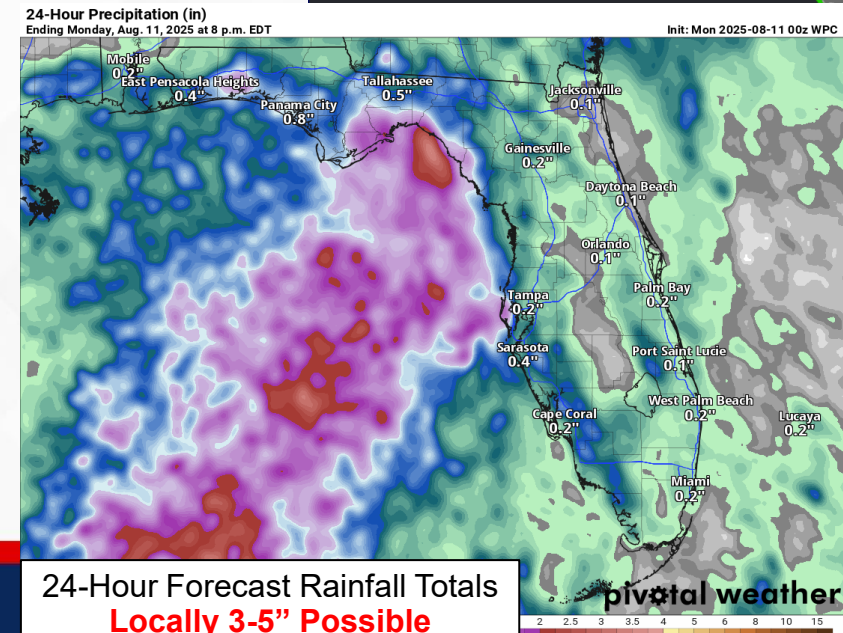 24-Hour Precipitation (in)
Ending Monday, Aug. 11, 2025 at 8 p.m. EDT
Init: Mon 2025-08-11 00z WPC
Mobile
0.2"
East Pensacola Heights
0.4"
Panama City
0.8"
Tallahassee
0.5"
Jacksonville
0.1"
Gainesville
0.2"
Daytona Beach
0.1"
Orlando
0.1"
Tampa
0.2"
Palm Bay
0.2"
Sarasota
0.4"
Port Saint Lucie
0.1"
Cape Coral
0.2"
West Palm Beach
0.2"
Lucaya
0.2"
Miami
0.2"
pivotal weather
24-Hour Forecast Rainfall Totals
Locally 3-5” Possible
2 2.5 3 3.5 4 5 6 8 10 15